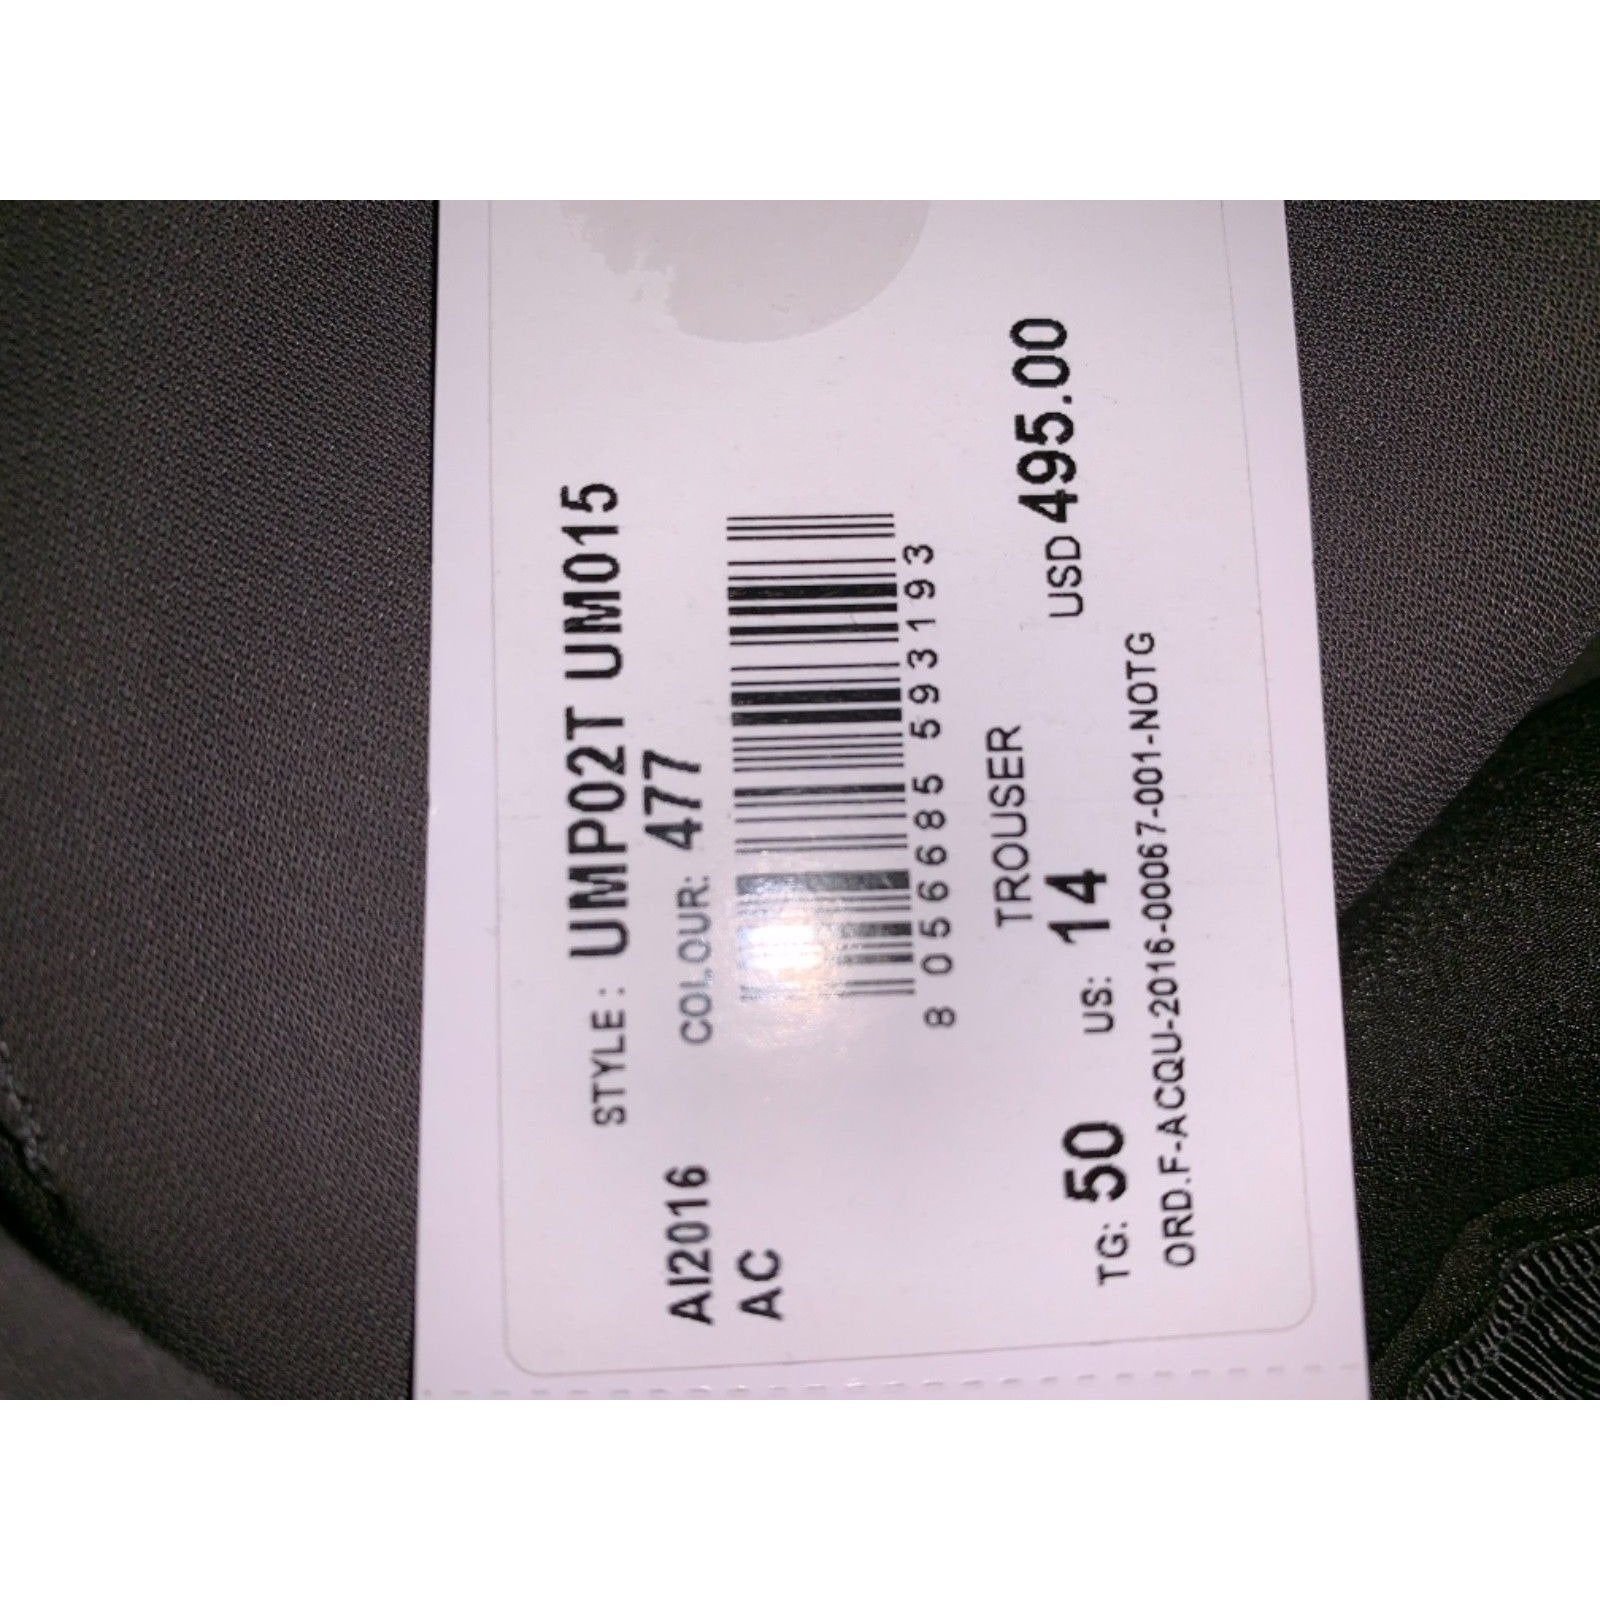 STYLE : UMP02T UM015
AI2016 COLOUR: 477
AC
8 056685 593193
TROUSER
TG: 50 US: 14 USD 495.00
ORD.F-ACQU-2016-00067-001-NOTG